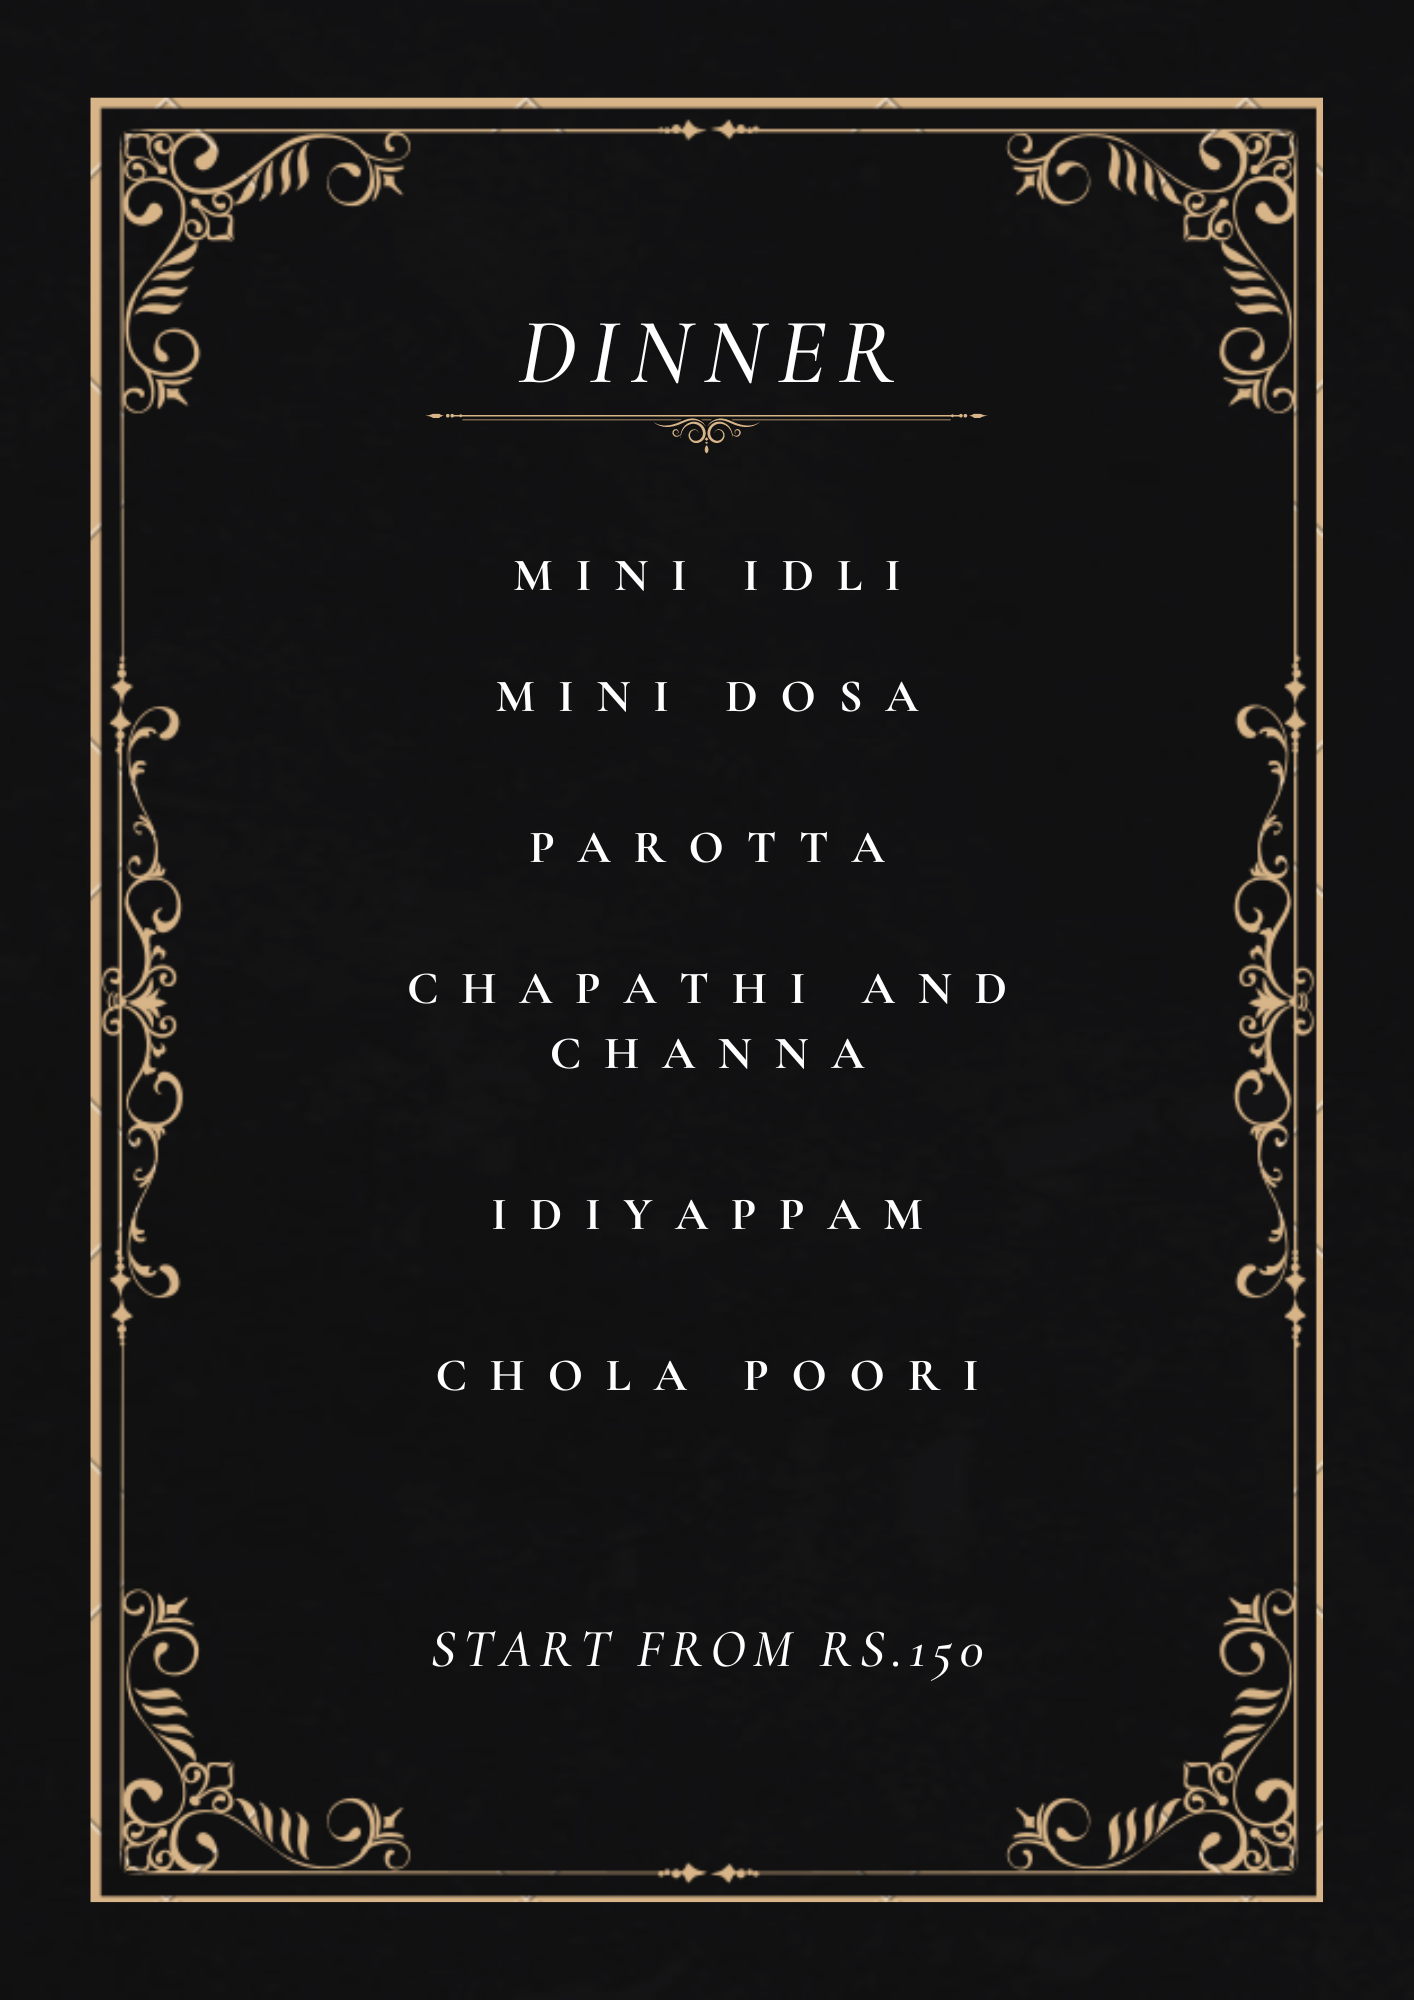 DINNER
MINI IDLI
MINI DOSA
PAROTTA
CHAPATHI AND
CHANNA
IDIYAPPAM
CHOLA POORI
START FROM RS.150